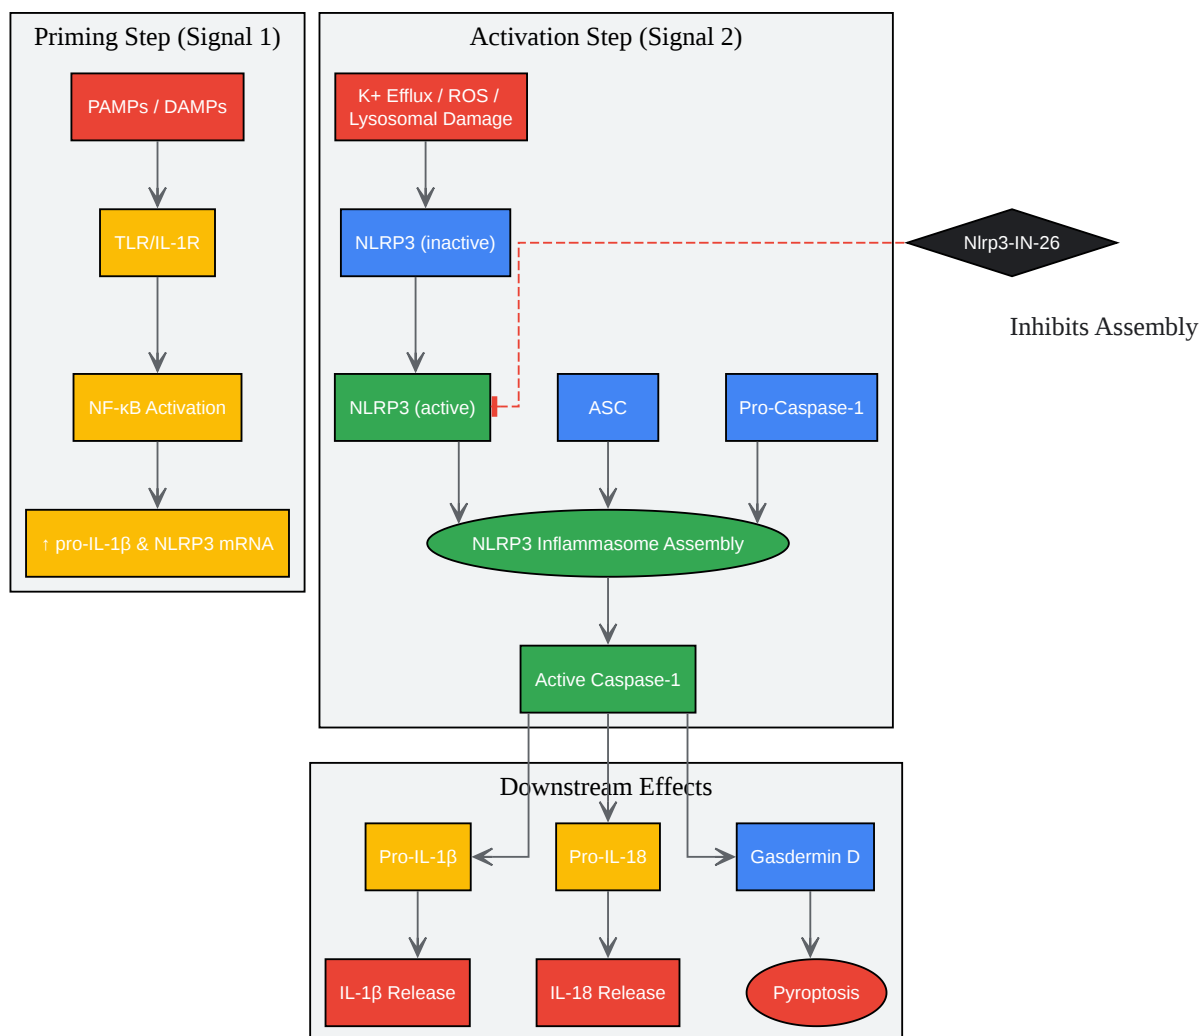 Priming Step (Signal 1)
PAMPs / DAMPs
TLR/IL-1R
NF-κB Activation
↑ pro-IL-1β & NLRP3 mRNA
Activation Step (Signal 2)
K+ Efflux / ROS /
Lysosomal Damage
NLRP3 (inactive)
NLRP3 (active)
ASC
Pro-Caspase-1
NLRP3 Inflammasome Assembly
Active Caspase-1
Nlrp3-IN-26
Inhibits Assembly
Downstream Effects
Pro-IL-1β
Pro-IL-18
Gasdermin D
IL-1β Release
IL-18 Release
Pyroptosis